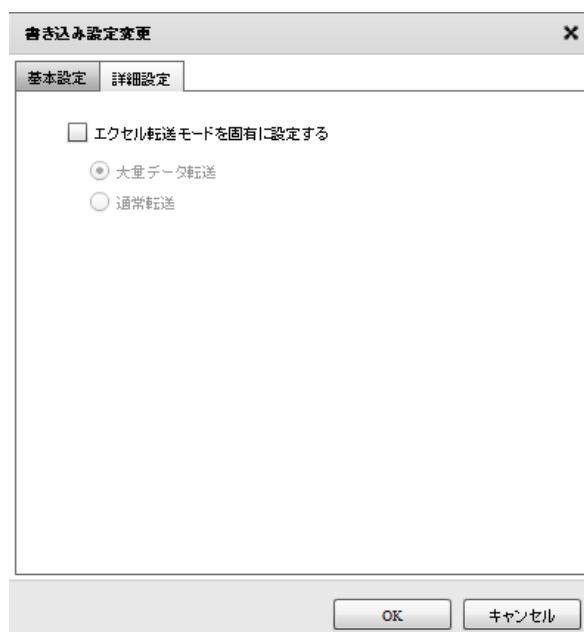 書き込み設定変更
基本設定 詳細設定
エクセル転送モードを固有に設定する
大量データ転送
通常転送
OK キャンセル